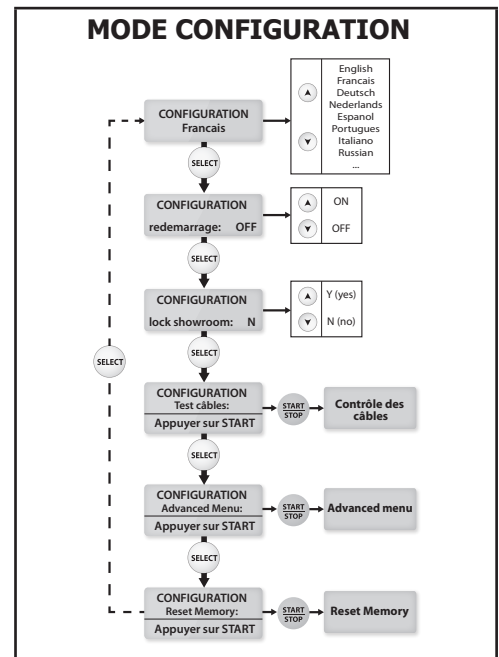 MODE CONFIGURATION
CONFIGURATION
Francais
English
Francais
Deutsch
Nederlands
Espanol
Portugues
Italiano
Russian
...
SELECT
CONFIGURATION
redemarrage: OFF
ON
OFF
SELECT
CONFIGURATION
lock showroom: N
Y (yes)
N (no)
SELECT
SELECT
CONFIGURATION
Test câbles:
Appuyer sur START
START
STOP
Contrôle des
câbles
SELECT
CONFIGURATION
Advanced Menu:
Appuyer sur START
START
STOP
Advanced menu
SELECT
CONFIGURATION
Reset Memory:
Appuyer sur START
START
STOP
Reset Memory